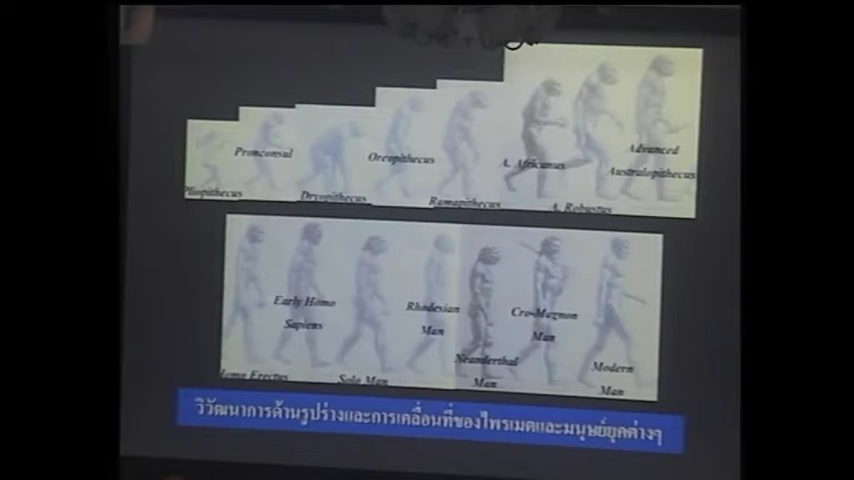 Pliopithecus
Proncconsul
Dryopithecus
Oreopithecus
Ramapithecus
A. Africanus
A. Robustus
Advanced
Australopithecus
Homo Erectus
Early Homo
Sapiens
Solo Man
Rhodesian
Man
Neanderthal
Man
Cro-Magnon
Man
Modern
Man
วิวัฒนาการด้านรูปร่างและการเคลื่อนที่ของไพรเมตและมนุษย์ยุคต่างๆ